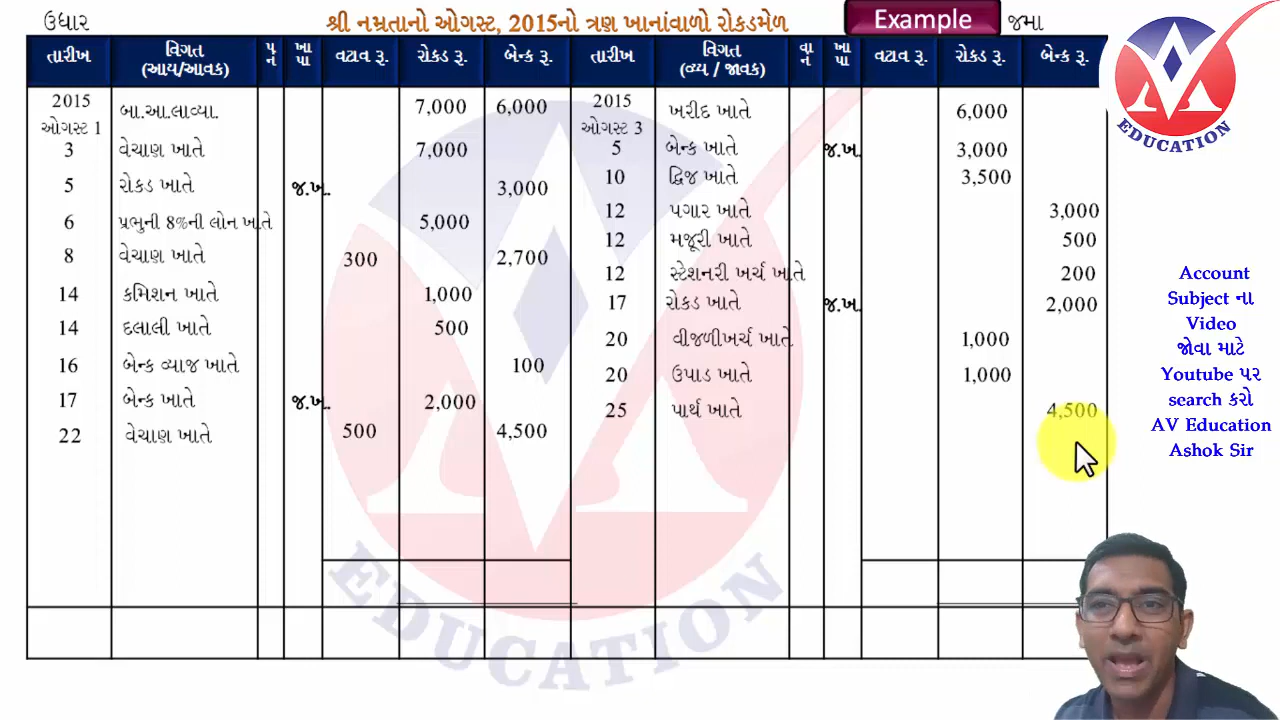 ઉધાર શ્રી નમ્રતાનો ઓગસ્ટ, 2015નો ત્રણ ખાનાંવાળો રોકડમેળ Example જમા
તારીખ વિગત (આય/આવક) પા ન ખા પા વટાવ રૂ. રોકડ રૂ. બેન્ક રૂ. તારીખ વિગત (વ્યય / જાવક) વા ન ખા પા વટાવ રૂ. રોકડ રૂ. બેન્ક રૂ.
2015 ઓગસ્ટ 1 બા.આ.લાવ્યા. 7,000 6,000 2015 ઓગસ્ટ 3 ખરીદ ખાતે 6,000
3 વેચાણ ખાતે 7,000 5 બેન્ક ખાતે જ.ખ. 3,000
5 રોકડ ખાતે જ.ખ. 3,000 10 દ્વિજ ખાતે 3,500
6 પ્રભુની 8%ની લોન ખાતે 5,000 12 પગાર ખાતે 3,000
8 વેચાણ ખાતે 300 2,700 12 મજૂરી ખાતે 500
14 કમિશન ખાતે 1,000 12 સ્ટેશનરી ખર્ચ ખાતે 200
14 દલાલી ખાતે 500 17 રોકડ ખાતે જ.ખ. 2,000
16 બેન્ક વ્યાજ ખાતે 100 20 વીજળીખર્ચ ખાતે 1,000
17 બેન્ક ખાતે જ.ખ. 2,000 20 ઉપાડ ખાતે 1,000
22 વેચાણ ખાતે 500 4,500 25 પાર્થ ખાતે 4,500
EDUCATION
EDUCATION
Account
Subject ના
Video
જોવા માટે
Youtube પર
search કરો
AV Education
Ashok Sir